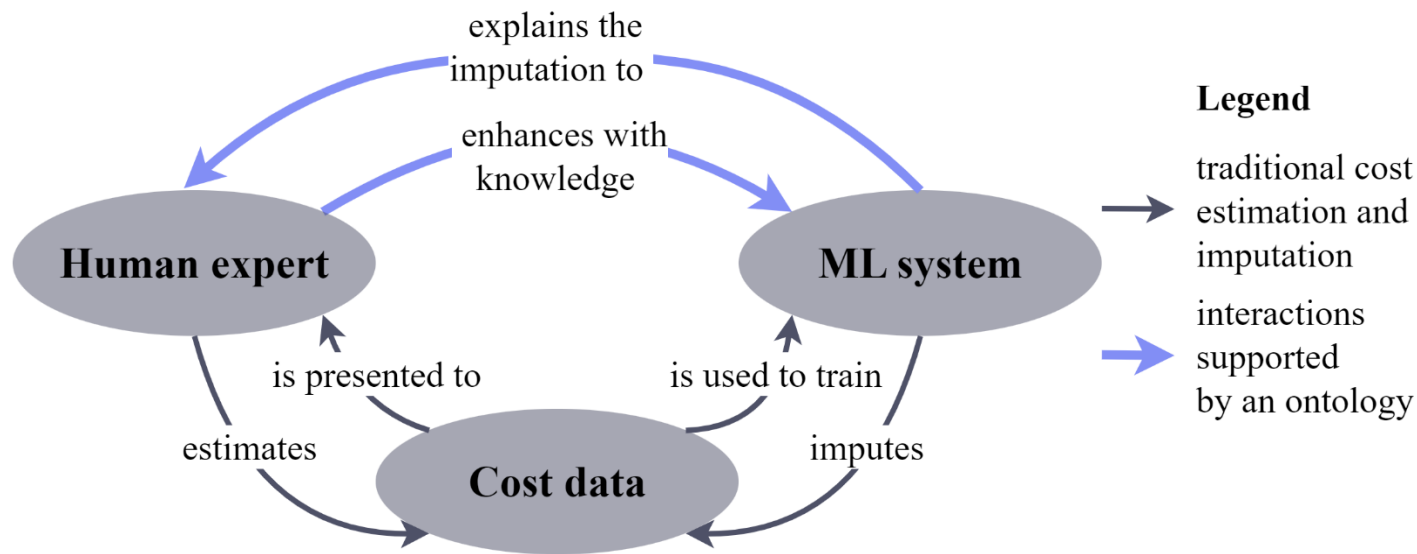 explains the
imputation to
enhances with
knowledge
Human expert
ML system
is presented to
is used to train
estimates
imputes
Cost data
Legend
traditional cost
estimation and
imputation
interactions
supported
by an ontology